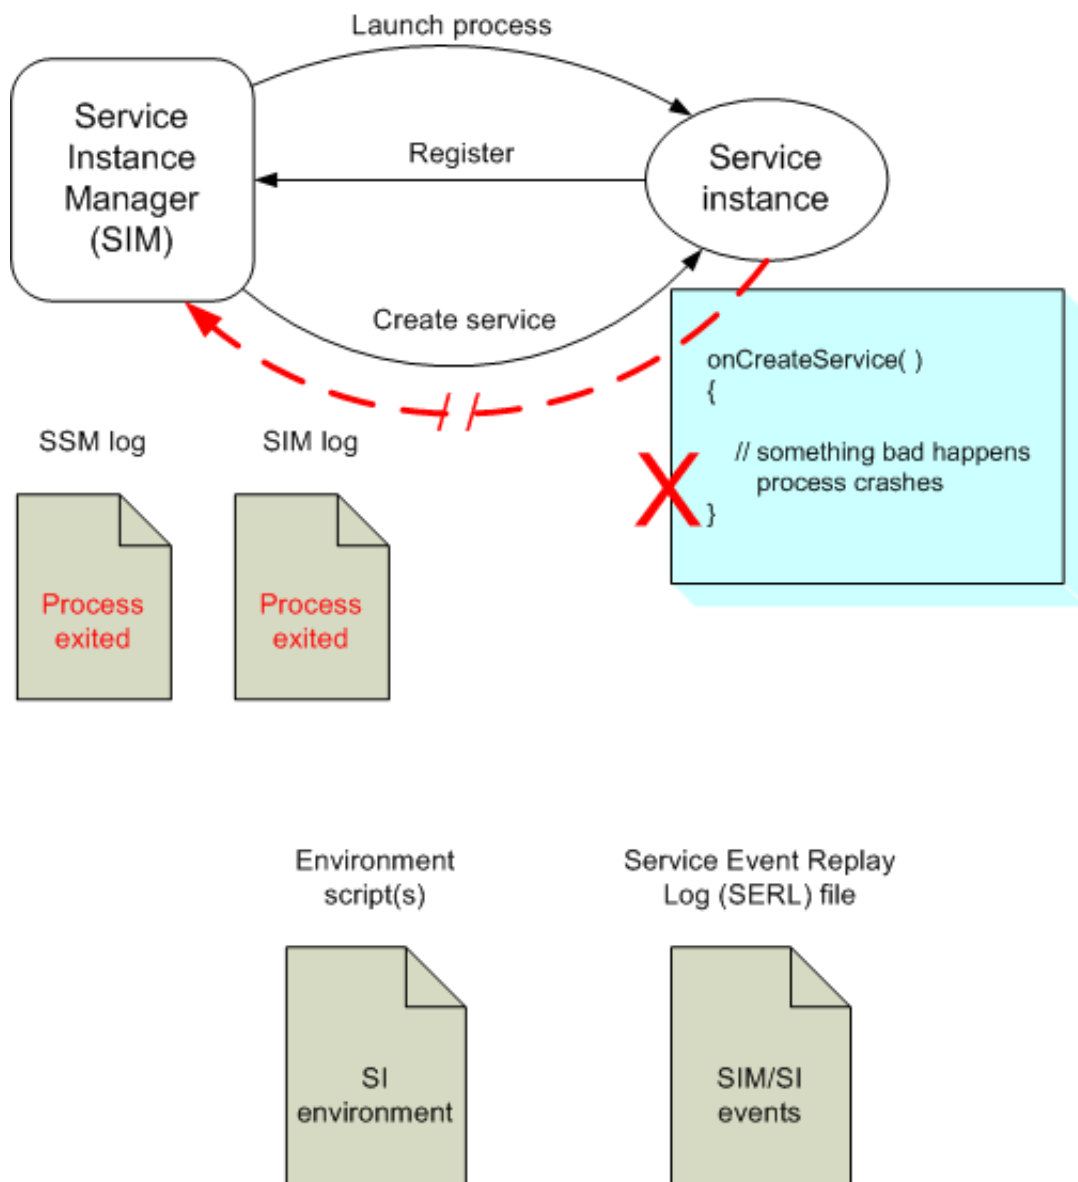 Launch process
Service
Instance
Manager
(SIM)
Register
Service
instance
Create service
onCreateService( )
{
// something bad happens
process crashes
}
SSM log
SIM log
Process
exited
Process
exited
Environment
script(s)
Service Event Replay
Log (SERL) file
SI
environment
SIM/SI
events